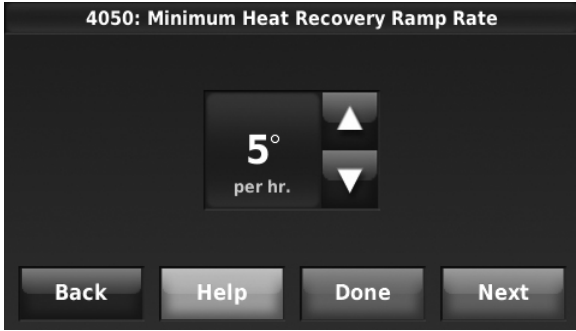 4050: Minimum Heat Recovery Ramp Rate
5°
per hr.
Back Help Done Next